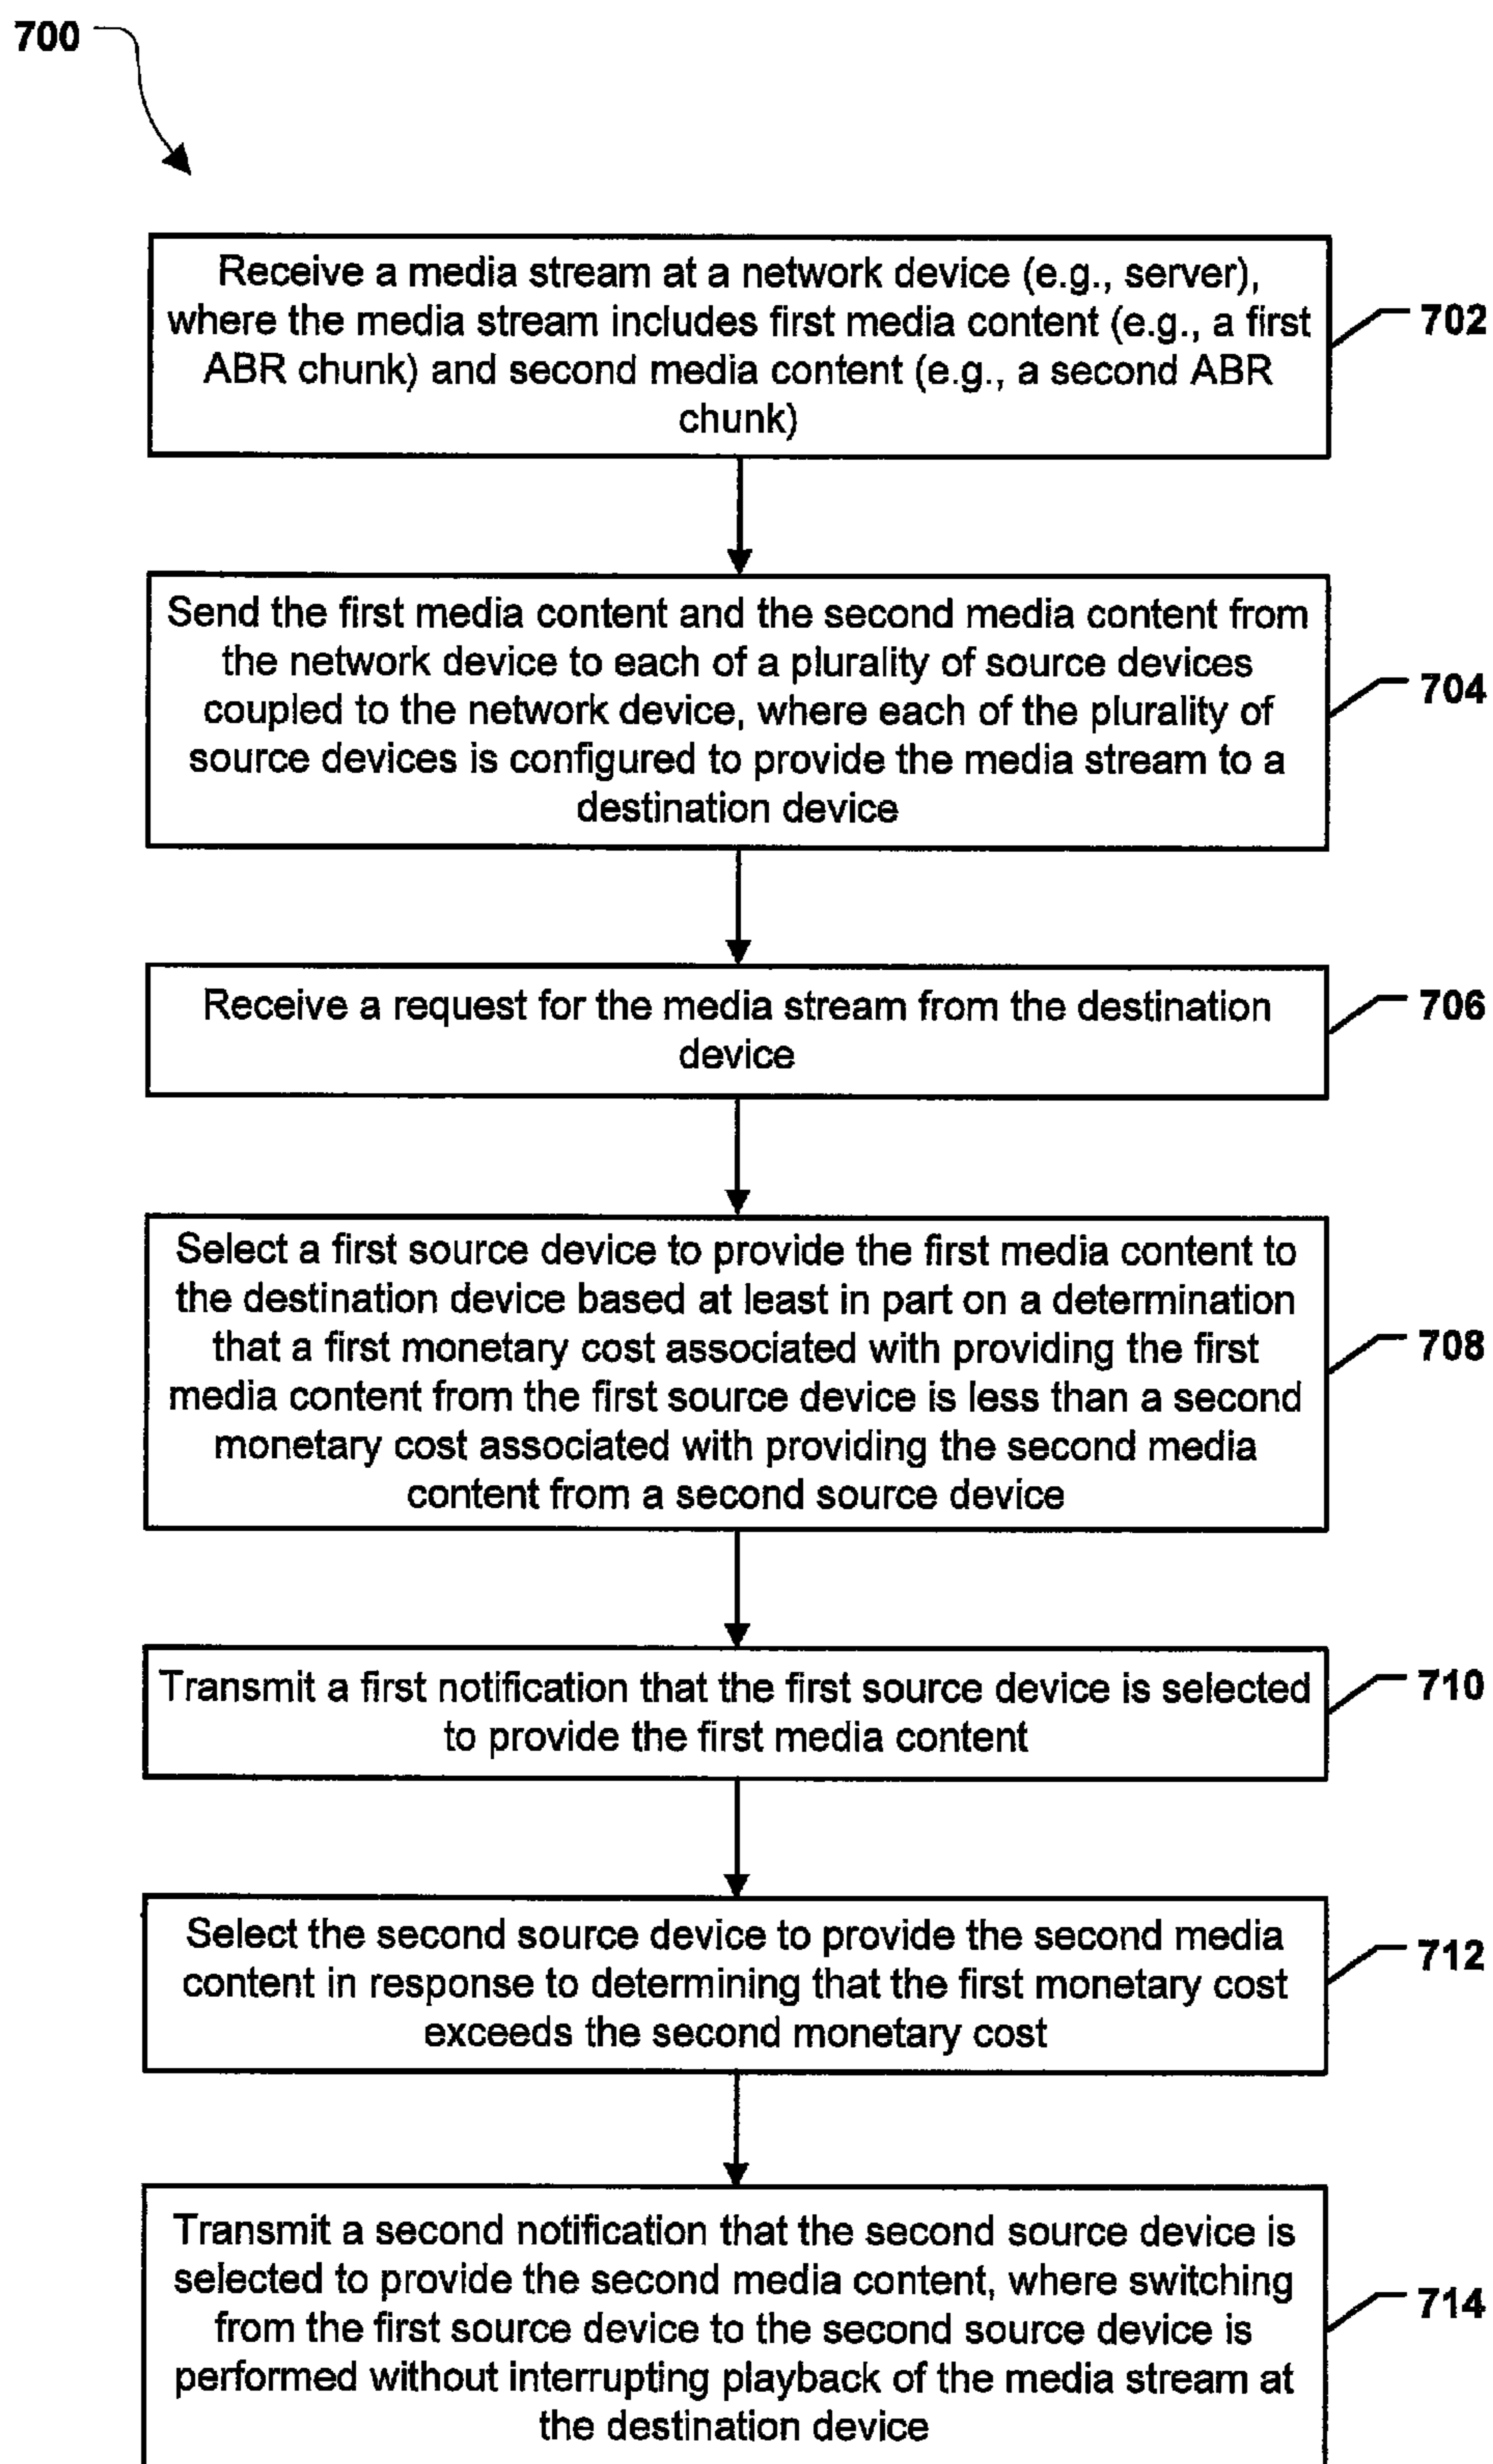 700
Receive a media stream at a network device (e.g., server),
where the media stream includes first media content (e.g., a first
ABR chunk) and second media content (e.g., a second ABR
chunk)
702
Send the first media content and the second media content from
the network device to each of a plurality of source devices
coupled to the network device, where each of the plurality of
source devices is configured to provide the media stream to a
destination device
704
Receive a request for the media stream from the destination
device
706
Select a first source device to provide the first media content to
the destination device based at least in part on a determination
that a first monetary cost associated with providing the first
media content from the first source device is less than a second
monetary cost associated with providing the second media
content from a second source device
708
Transmit a first notification that the first source device is selected
to provide the first media content
710
Select the second source device to provide the second media
content in response to determining that the first monetary cost
exceeds the second monetary cost
712
Transmit a second notification that the second source device is
selected to provide the second media content, where switching
from the first source device to the second source device is
performed without interrupting playback of the media stream at
the destination device
714